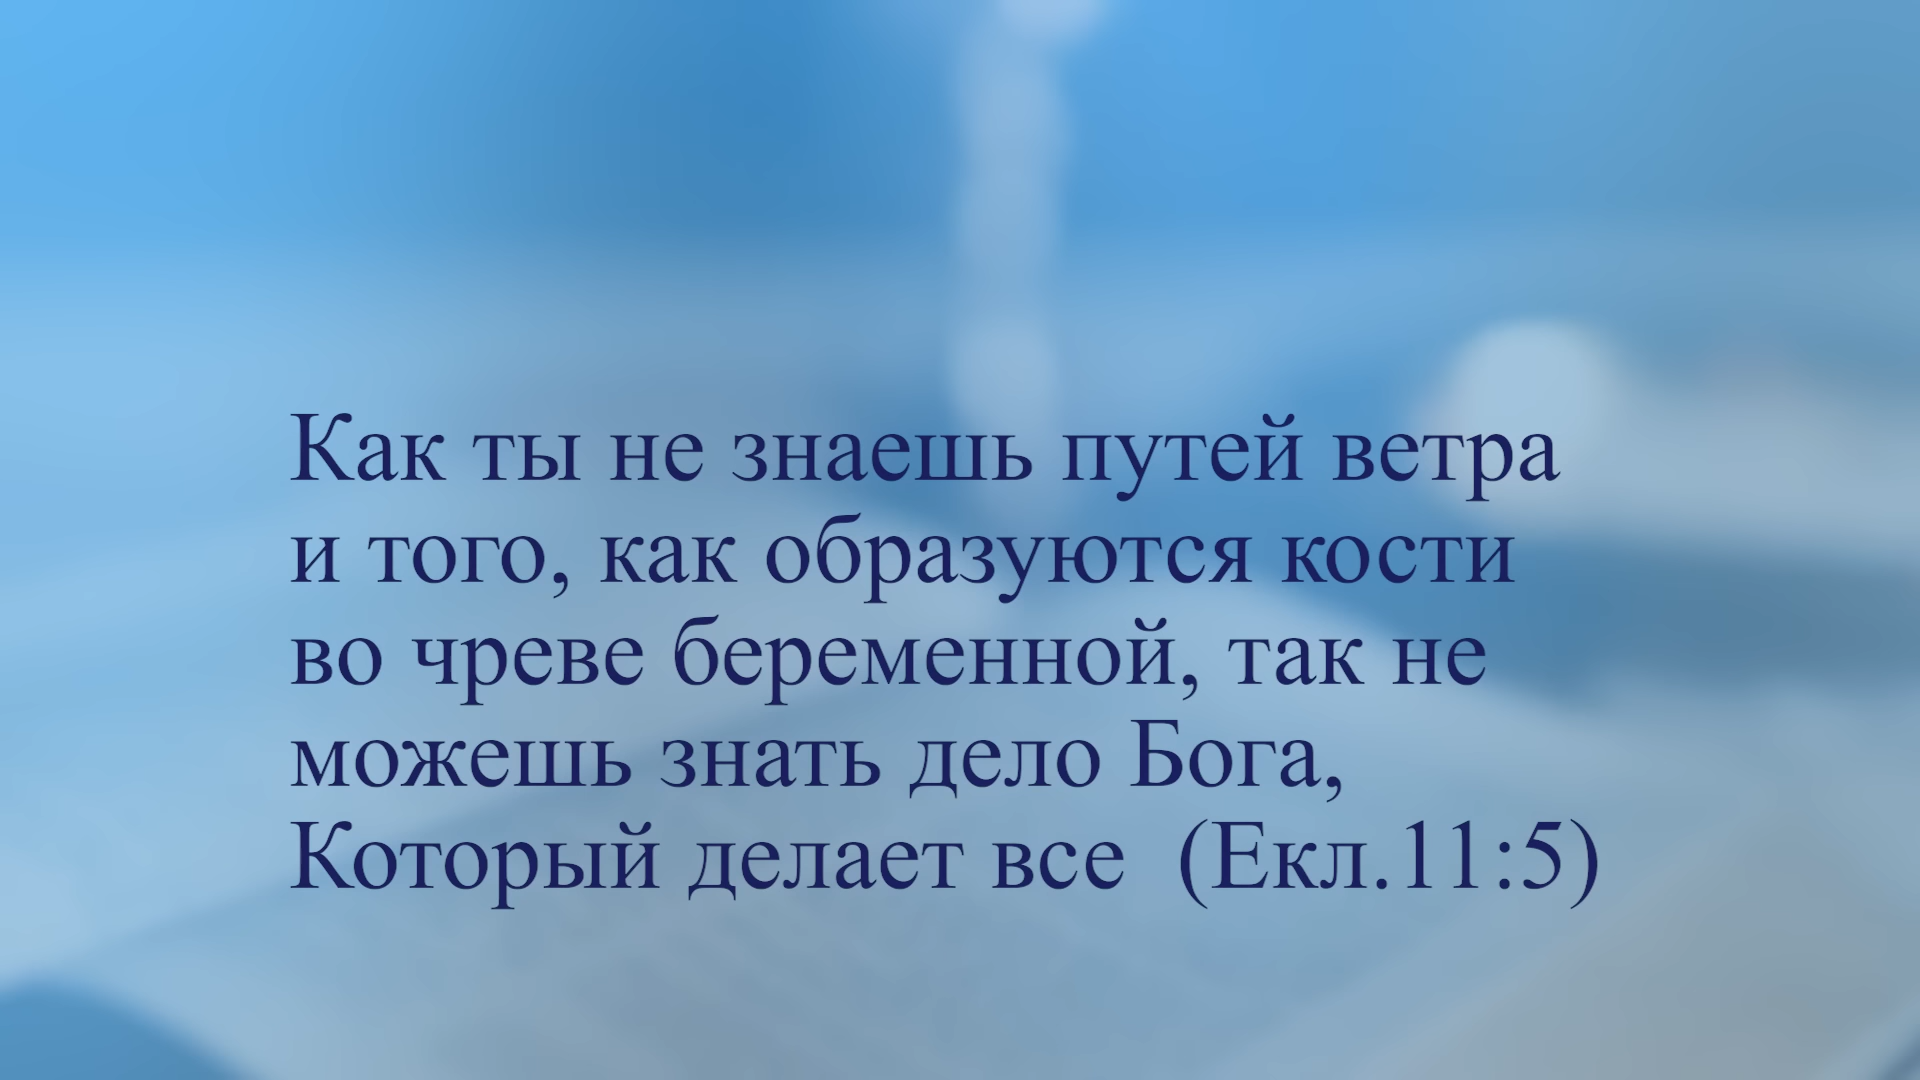 Как ты не знаешь путей ветра
и того, как образуются кости
во чреве беременной, так не
можешь знать дело Бога,
Который делает все  (Екл.11:5)